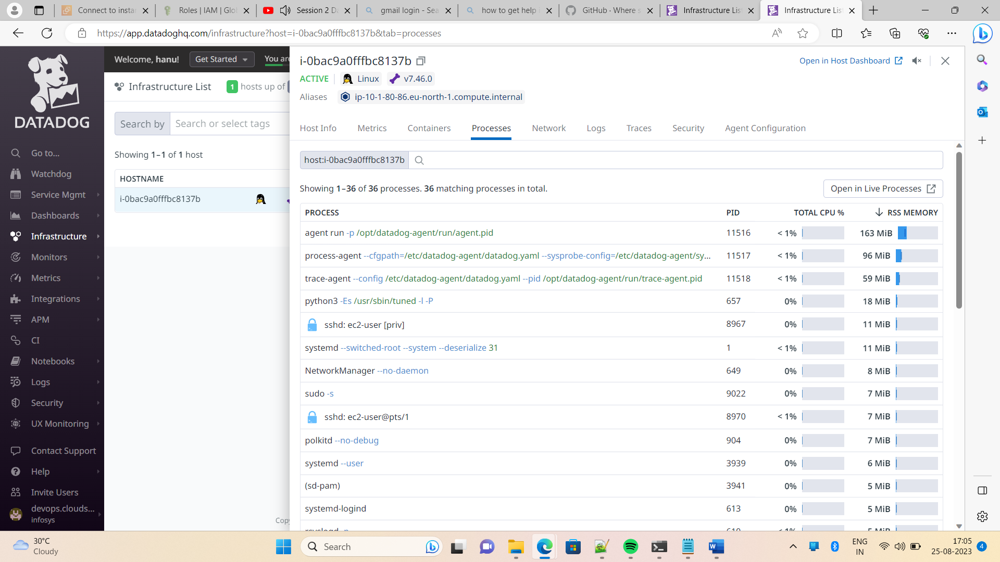 Connect to instan
Roles | IAM | Glo
Session 2 Da
gmail login - Sea
how to get help i
GitHub · Where s
Infrastructure Lis
Infrastructure Lis
https://app.datadoghq.com/infrastructure?host=i-0bac9a0fffbc8137b&tab=processes
DATADOG
Go to...
Watchdog
Service Mgmt
Dashboards
Infrastructure
Monitors
Metrics
Integrations
APM
CI
Notebooks
Logs
Security
UX Monitoring
Contact Support
Help
Invite Users
devops.clouds...
infosys
Welcome, hanu!
Get Started
You are
Infrastructure List
1 hosts up of
Search by
Search or select tags
Showing 1–1 of 1 host
HOSTNAME
i-0bac9a0fffbc8137b
Copy
i-0bac9a0fffbc8137b
Open in Host Dashboard
ACTIVE
Linux
v7.46.0
Aliases
ip-10-1-80-86.eu-north-1.compute.internal
Host Info
Metrics
Containers
Processes
Network
Logs
Traces
Security
Agent Configuration
host:i-0bac9a0fffbc8137b
Showing 1–36 of 36 processes. 36 matching processes in total.
Open in Live Processes
PROCESS PID TOTAL CPU % RSS MEMORY
agent run -p /opt/datadog-agent/run/agent.pid 11516 < 1% 163 MiB
process-agent --cfgpath=/etc/datadog-agent/datadog.yaml --sysprobe-config=/etc/datadog-agent/sy... 11517 < 1% 96 MiB
trace-agent --config /etc/datadog-agent/datadog.yaml --pid /opt/datadog-agent/run/trace-agent.pid 11518 < 1% 59 MiB
python3 -Es /usr/sbin/tuned -l -P 657 0% 18 MiB
sshd: ec2-user [priv] 8967 0% 11 MiB
systemd --switched-root --system --deserialize 31 1 < 1% 11 MiB
NetworkManager --no-daemon 649 0% 8 MiB
sudo -s 9022 0% 7 MiB
sshd: ec2-user@pts/1 8970 < 1% 7 MiB
polkitd --no-debug 904 0% 7 MiB
systemd --user 3939 0% 6 MiB
(sd-pam) 3941 0% 5 MiB
systemd-logind 613 0% 5 MiB
rsyslogd -n 610 < 1% 5 MiB
30°C
Cloudy
Search
ENG
IN
17:05
25-08-2023
4